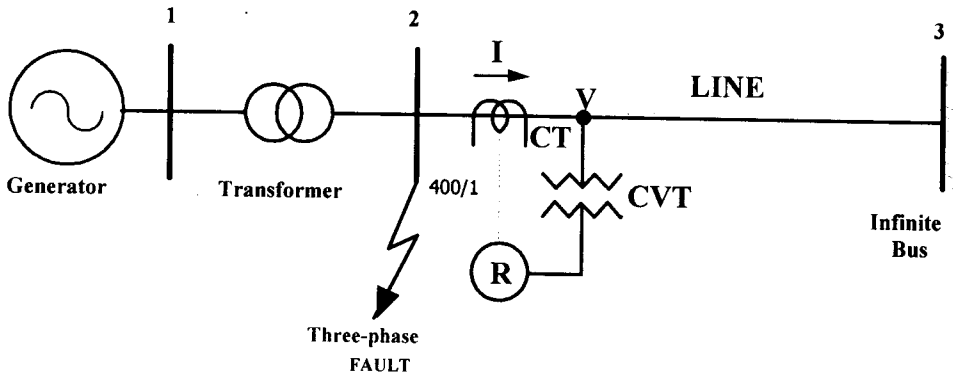 1
2
3
I
V
LINE
CT
Generator
Transformer
400/1
CVT
Infinite
Bus
R
Three-phase
FAULT